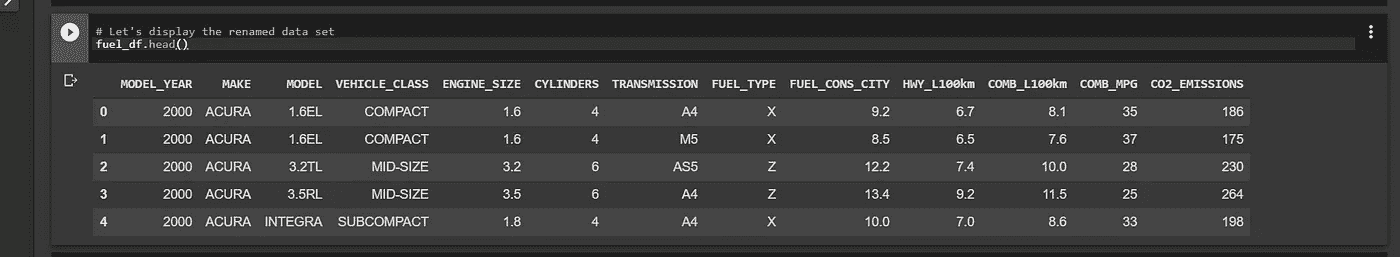 # Let's display the renamed data set
fuel_df.head()
MODEL_YEAR MAKE MODEL VEHICLE_CLASS ENGINE_SIZE CYLINDERS TRANSMISSION FUEL_TYPE FUEL_CONS_CITY HWY_L100km COMB_L100km COMB_MPG CO2_EMISSIONS
0 2000 ACURA 1.6EL COMPACT 1.6 4 A4 X 9.2 6.7 8.1 35 186
1 2000 ACURA 1.6EL COMPACT 1.6 4 M5 X 8.5 6.5 7.6 37 175
2 2000 ACURA 3.2TL MID-SIZE 3.2 6 AS5 Z 12.2 7.4 10.0 28 230
3 2000 ACURA 3.5RL MID-SIZE 3.5 6 A4 Z 13.4 9.2 11.5 25 264
4 2000 ACURA INTEGRA SUBCOMPACT 1.8 4 A4 X 10.0 7.0 8.6 33 198